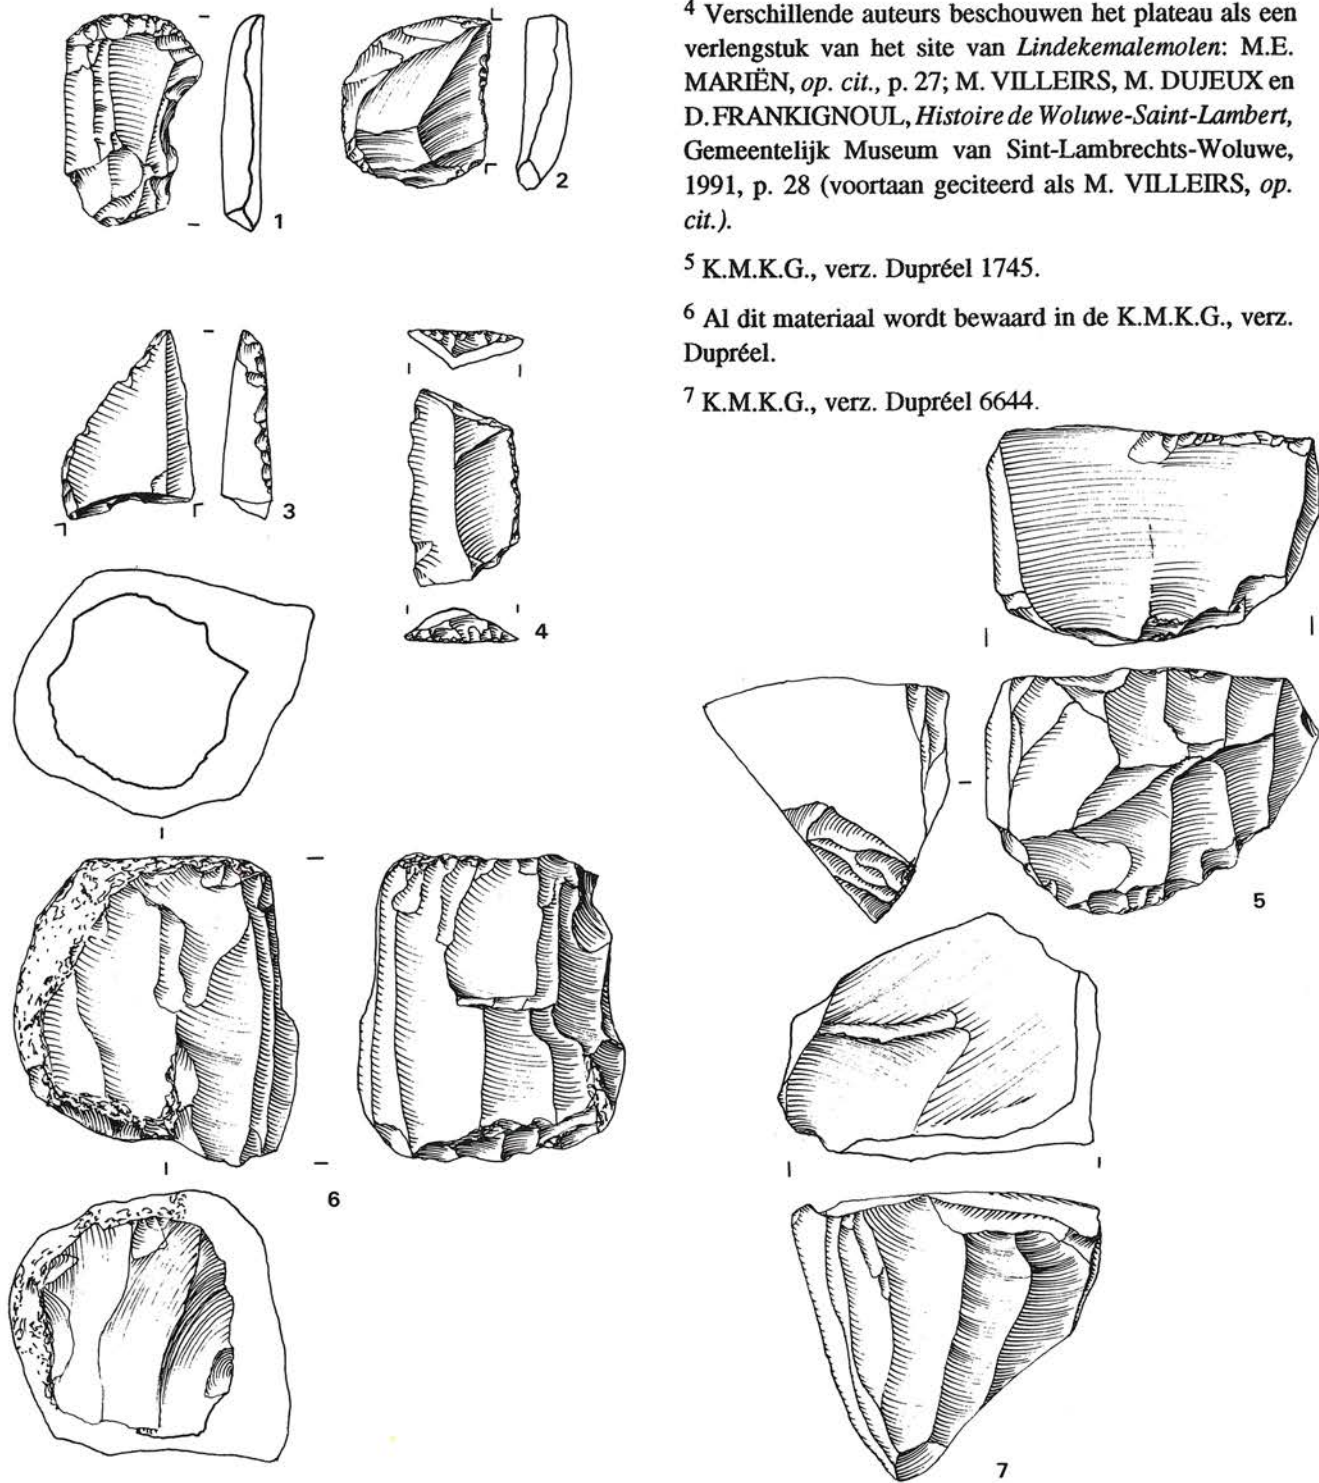 ⁴ Verschillende auteurs beschouwen het plateau als een
verlengstuk van het site van Lindekemalemolen: M.E.
MARIËN, op. cit., p. 27; M. VILLEIRS, M. DUJEUX en
D. FRANKIGNOUL, Histoire de Woluwe-Saint-Lambert,
Gemeentelijk Museum van Sint-Lambrechts-Woluwe,
1991, p. 28 (voortaan geciteerd als M. VILLEIRS, op.
cit.).
⁵ K.M.K.G., verz. Dupréel 1745.
⁶ Al dit materiaal wordt bewaard in de K.M.K.G., verz.
Dupréel.
⁷ K.M.K.G., verz. Dupréel 6644.
1
2
3
4
5
6
7